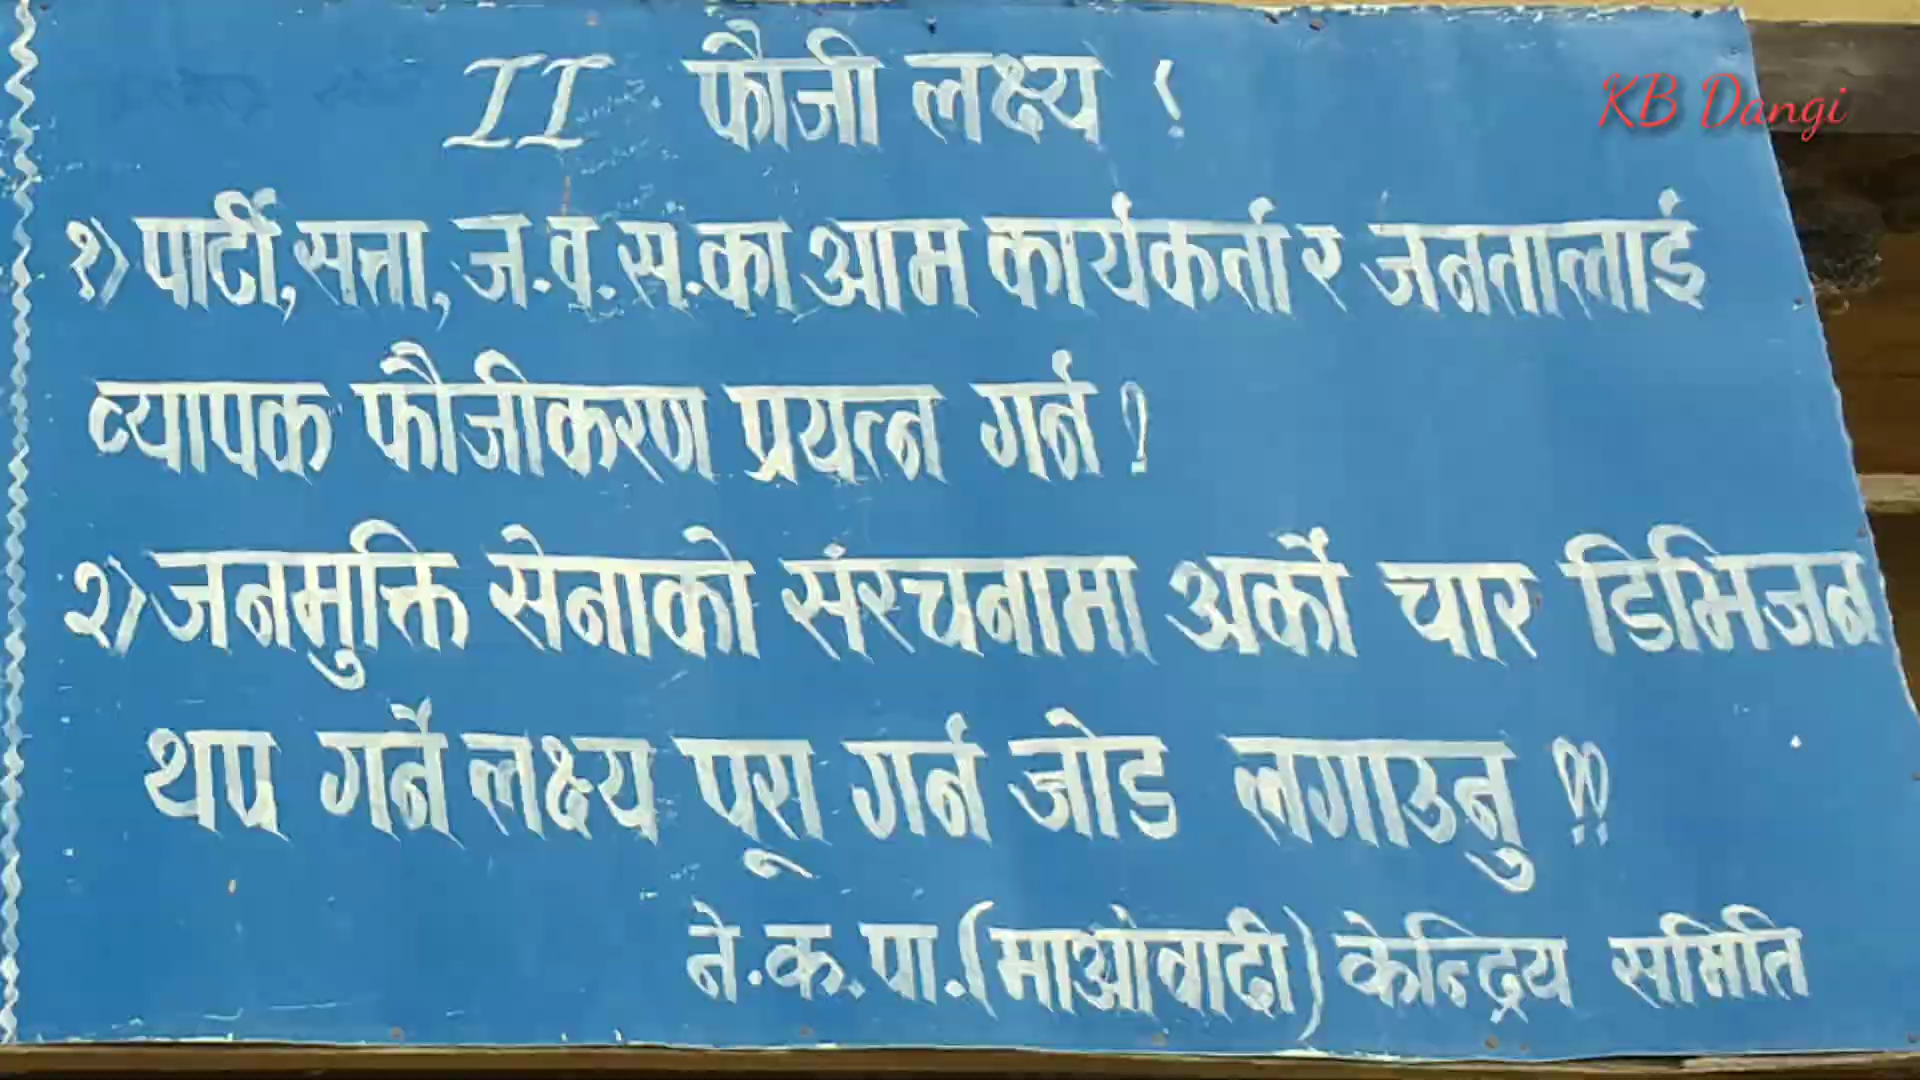 II फौजी लक्ष्य !
KB Dangi
१) पार्टी, सत्ता, ज.व.स.का आम कार्यकर्ता र जनतालाई
व्यापक फौजीकरण प्रयत्न गर्न ?
२) जनमुक्ति सेनाको संरचनामा अर्को चार डिभिजन
थप गर्ने लक्ष्य पूरा गर्न जोड लगाउनु !!
ने.क.पा.(माओवादी) केन्द्रिय समिति